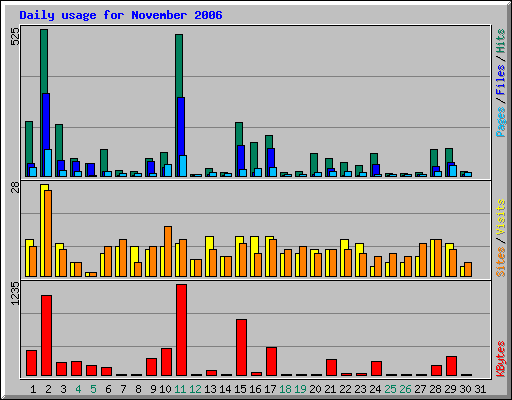 Daily usage for November 2006
525
Pages / Files / Hits
28
Sites / Visits
1235
KBytes
1 2 3 4 5 6 7 8 9 10 11 12 13 14 15 16 17 18 19 20 21 22 23 24 25 26 27 28 29 30 31